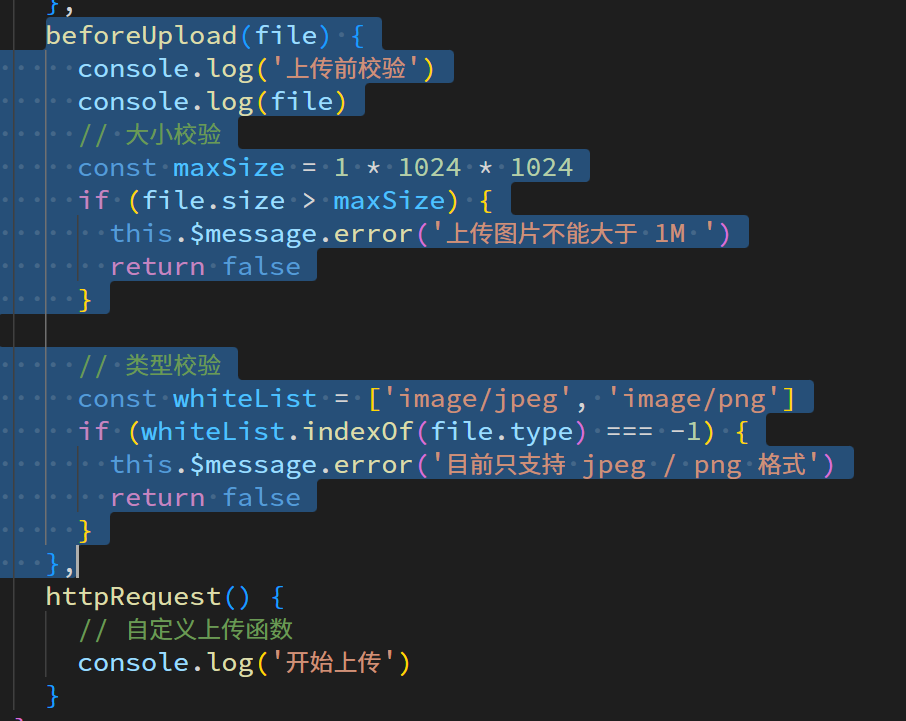 },
beforeUpload(file) {
console.log('上传前校验')
console.log(file)
// 大小校验
const maxSize = 1 * 1024 * 1024
if (file.size > maxSize) {
this.$message.error('上传图片不能大于 1M ')
return false
}
// 类型校验
const whiteList = ['image/jpeg', 'image/png']
if (whiteList.indexOf(file.type) === -1) {
this.$message.error('目前只支持 jpeg / png 格式')
return false
}
},
httpRequest() {
// 自定义上传函数
console.log('开始上传')
}
}